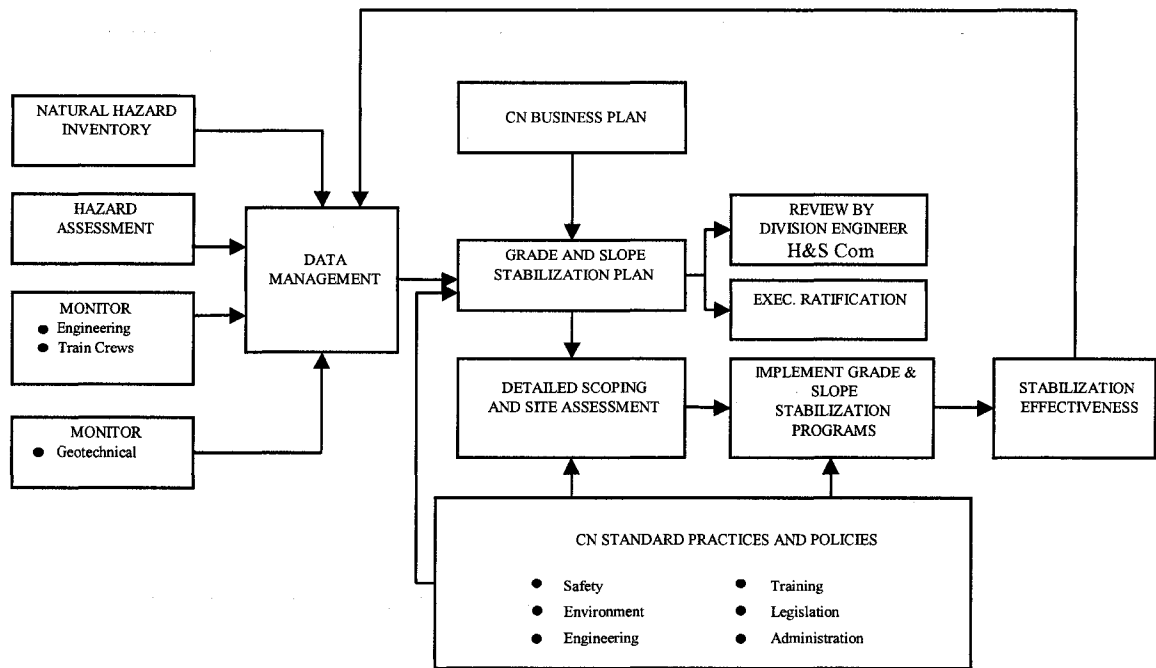 NATURAL HAZARD
INVENTORY
CN BUSINESS PLAN
HAZARD
ASSESSMENT
DATA
MANAGEMENT
GRADE AND SLOPE
STABILIZATION PLAN
REVIEW BY
DIVISION ENGINEER
H&S Com
EXEC. RATIFICATION
MONITOR
● Engineering
● Train Crews
MONITOR
● Geotechnical
DETAILED SCOPING
AND SITE ASSESSMENT
IMPLEMENT GRADE &
SLOPE
STABILIZATION
PROGRAMS
STABILIZATION
EFFECTIVENESS
CN STANDARD PRACTICES AND POLICIES
● Safety
● Environment
● Engineering
● Training
● Legislation
● Administration